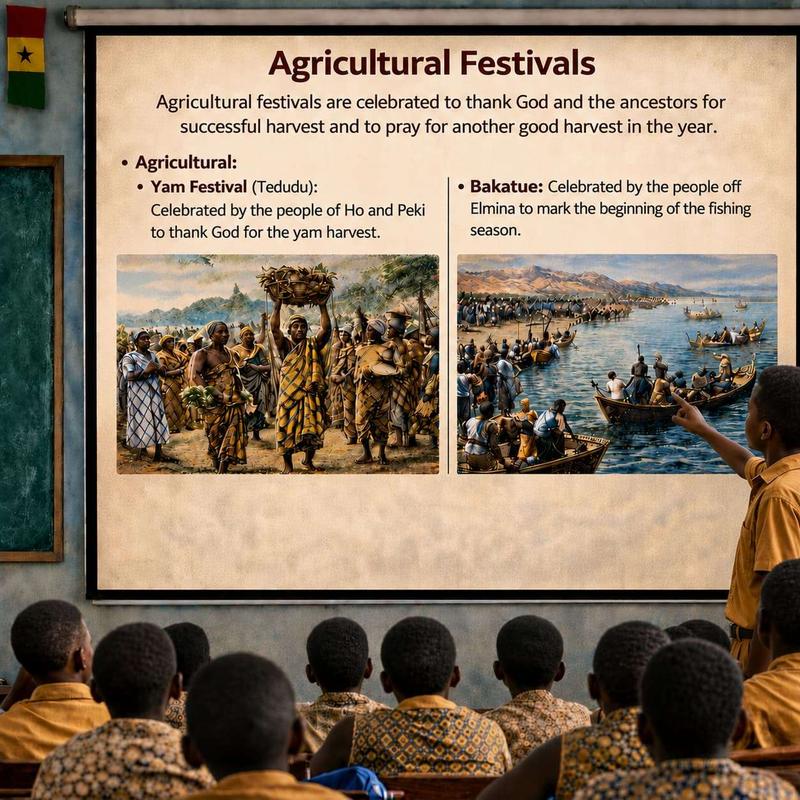 Agricultural Festivals
Agricultural festivals are celebrated to thank God and the ancestors for
successful harvest and to pray for another good harvest in the year.
• Agricultural:
• Yam Festival (Tedudu):
Celebrated by the people of Ho and Peki
to thank God for the yam harvest.
• Bakatue: Celebrated by the people off
Elmina to mark the beginning of the fishing
season.